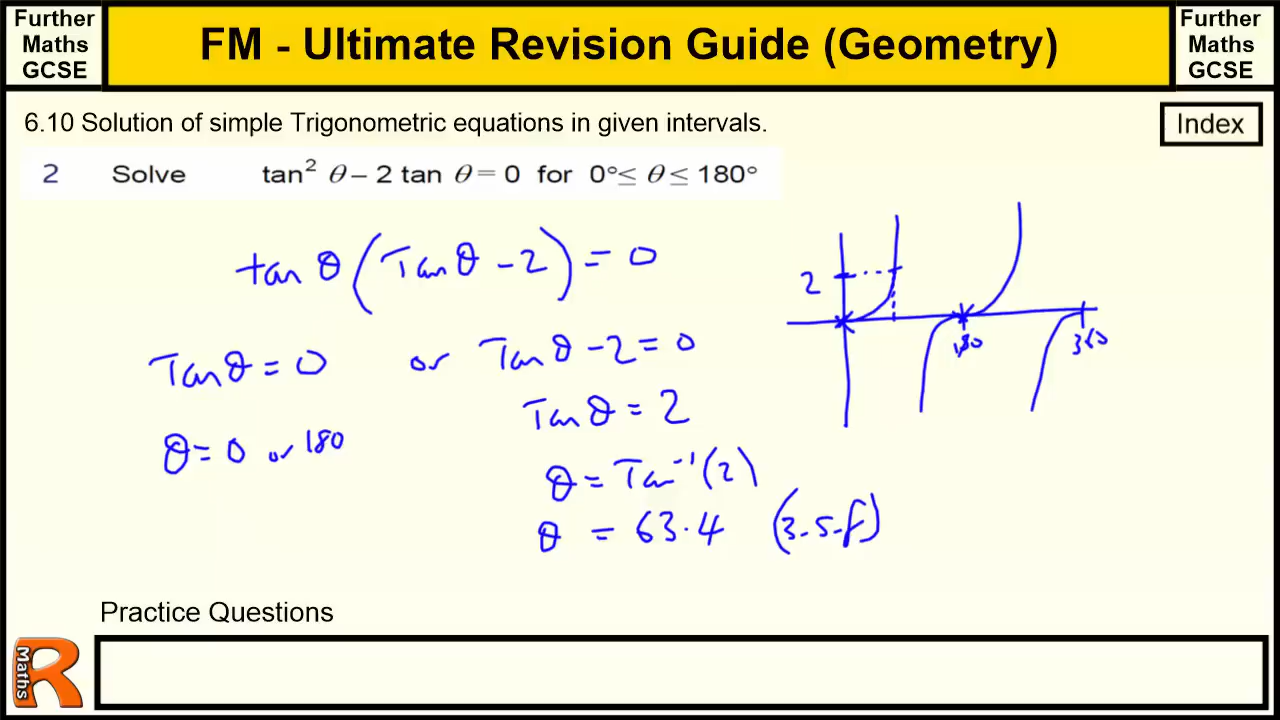 Further
Maths
GCSE
FM - Ultimate Revision Guide (Geometry)
Further
Maths
GCSE
6.10 Solution of simple Trigonometric equations in given intervals.
Index
2 Solve tan² θ – 2 tan θ = 0 for 0° ≤ θ ≤ 180°
tan θ (Tan θ - 2) = 0
Tan θ = 0 or Tan θ - 2 = 0
Tan θ = 2
θ = 0 or 180
θ = Tan⁻¹(2)
θ = 63.4 (3.s.f)
2
180
360
Practice Questions
R
Maths